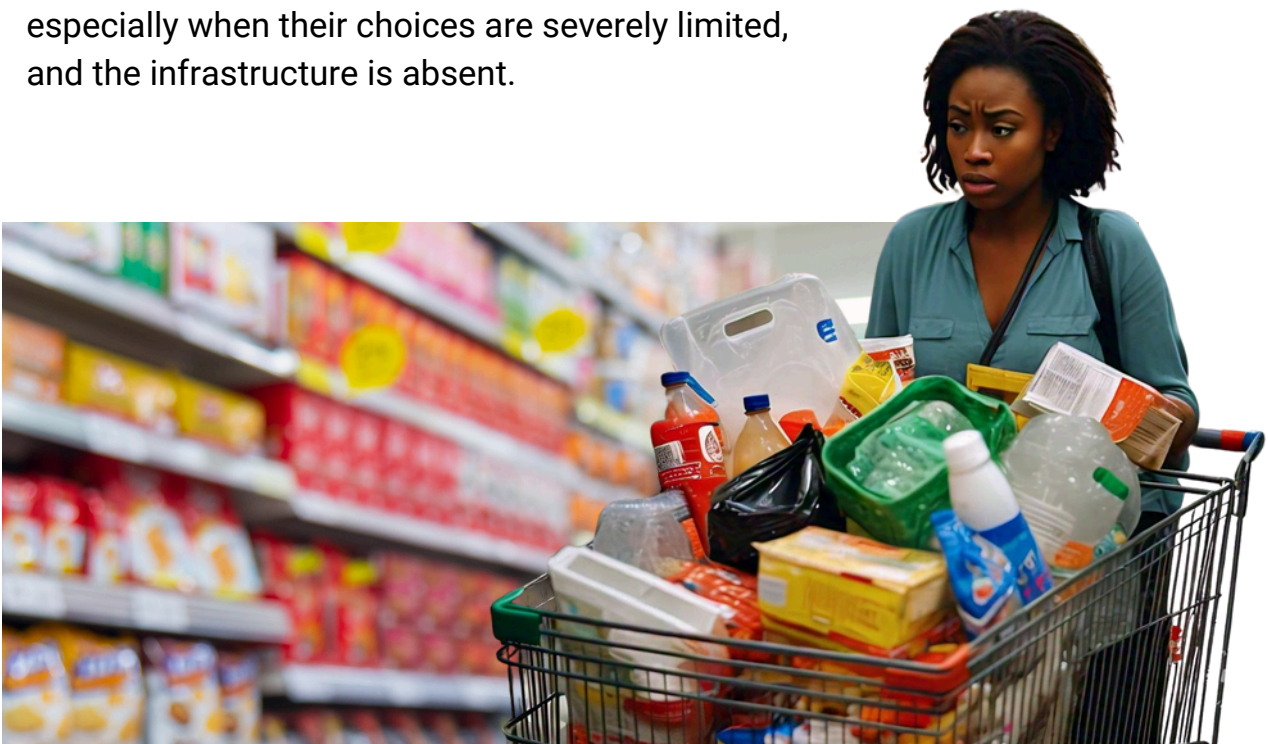 especially when their choices are severely limited,
and the infrastructure is absent.